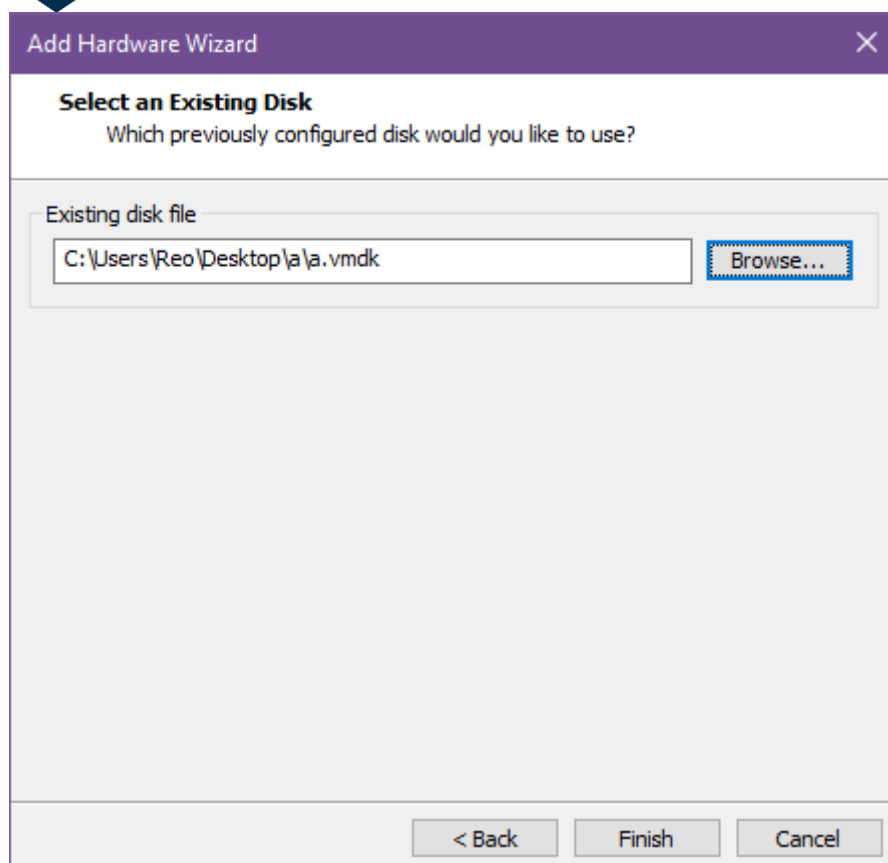 Add Hardware Wizard
Select an Existing Disk
Which previously configured disk would you like to use?
Existing disk file
C:\Users\Reo\Desktop\a\a.vmdk
Browse...
< Back
Finish
Cancel